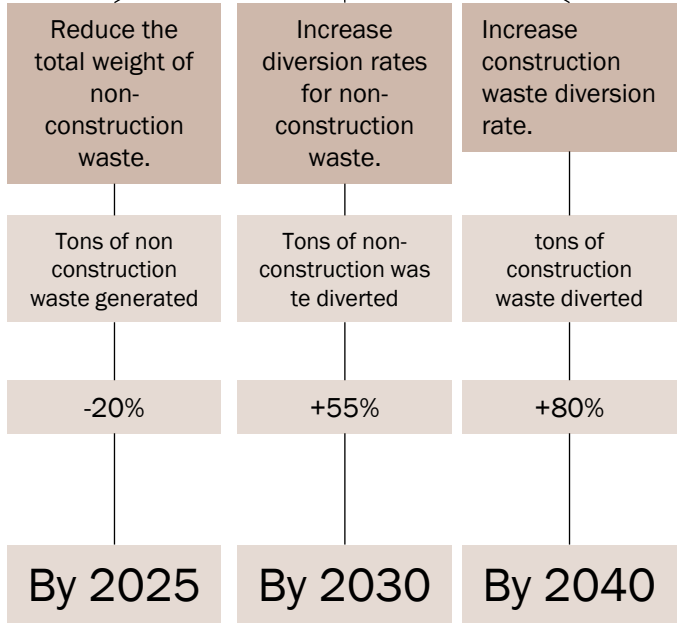 Reduce the
total weight of
non-
construction
waste.
Increase
diversion rates
for non-
construction
waste.
Increase
construction
waste diversion
rate.
Tons of non
construction
waste generated
Tons of non-
construction was
te diverted
tons of
construction
waste diverted
-20%
+55%
+80%
By 2025
By 2030
By 2040